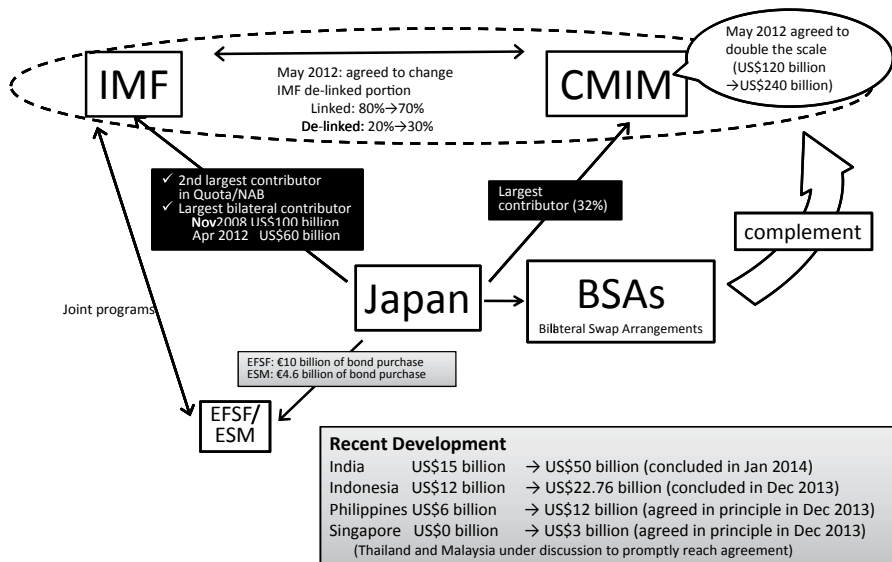 IMF
May 2012: agreed to change
IMF de-linked portion
Linked: 80%→70%
De-linked: 20%→30%
CMIM
May 2012 agreed to
double the scale
(US$120 billion
→US$240 billion)
✓ 2nd largest contributor
in Quota/NAB
✓ Largest bilateral contributor
Nov2008 US$100 billion
Apr 2012 US$60 billion
Largest
contributor (32%)
complement
Japan
BSAs
Bilateral Swap Arrangements
Joint programs
EFSF: €10 billion of bond purchase
ESM: €4.6 billion of bond purchase
EFSF/
ESM
Recent Development
India US$15 billion → US$50 billion (concluded in Jan 2014)
Indonesia US$12 billion → US$22.76 billion (concluded in Dec 2013)
Philippines US$6 billion → US$12 billion (agreed in principle in Dec 2013)
Singapore US$0 billion → US$3 billion (agreed in principle in Dec 2013)
(Thailand and Malaysia under discussion to promptly reach agreement)